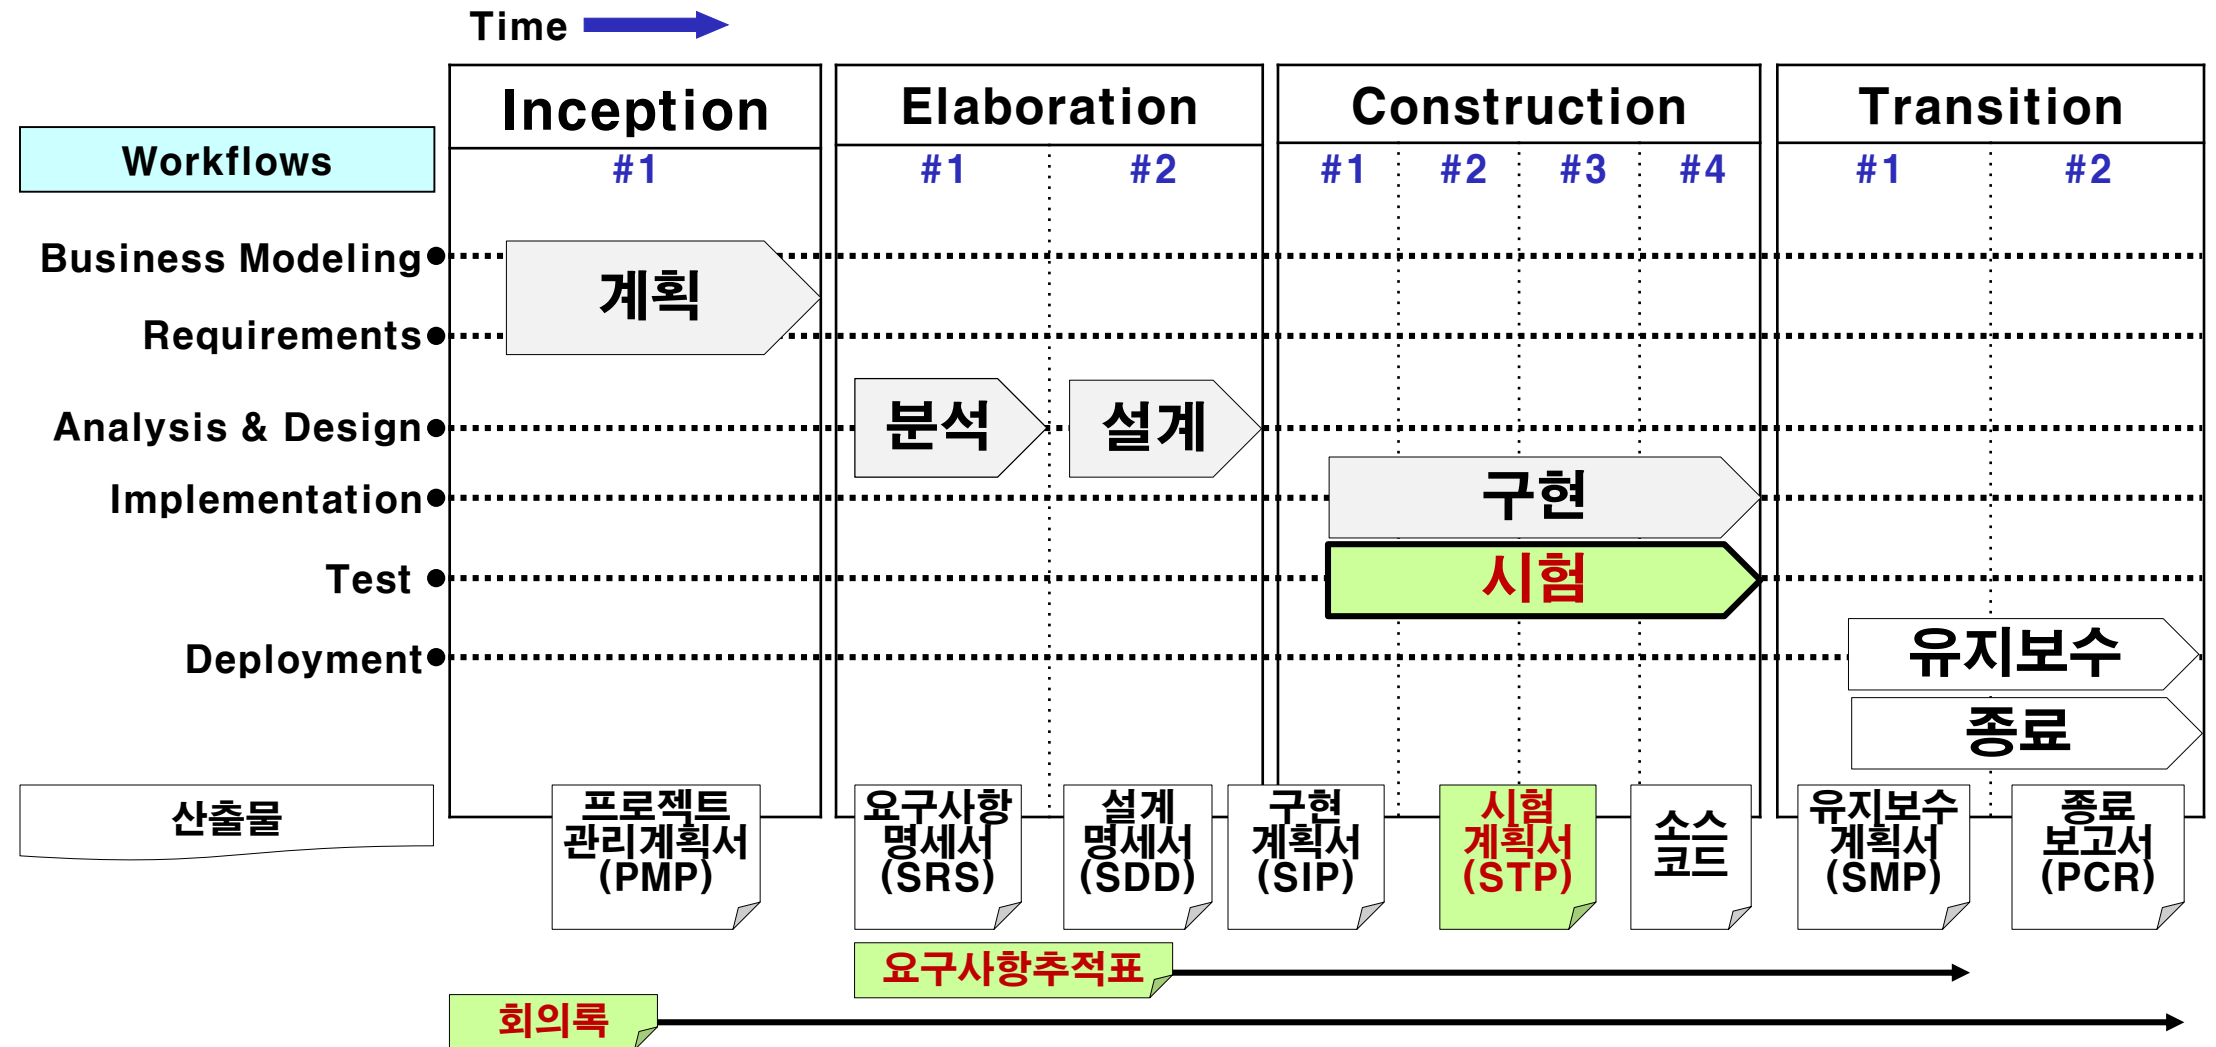 Time
Inception
Elaboration
Construction
Transition
Workflows
#1
#1
#2
#1
#2
#3
#4
#1
#2
Business Modeling
계획
Requirements
Analysis & Design
분석
설계
Implementation
구현
Test
시험
Deployment
유지보수
종료
산출물
프로젝트
관리계획서
(PMP)
요구사항
명세서
(SRS)
설계
명세서
(SDD)
구현
계획서
(SIP)
시험
계획서
(STP)
소스
코드
유지보수
계획서
(SMP)
종료
보고서
(PCR)
요구사항추적표
회의록